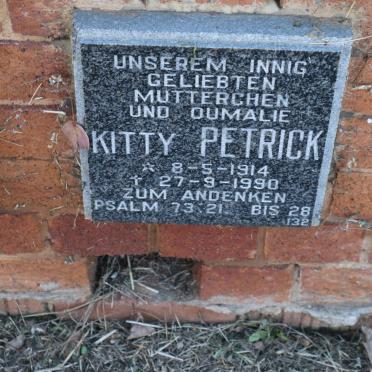 UNSEREM INNIG
GELIEBTEN
MUTTERCHEN
UND OUMALIE
KITTY PETRICK
* 8-5-1914
† 27-9-1990
ZUM ANDENKEN
PSALM 73:21 BIS 28
132